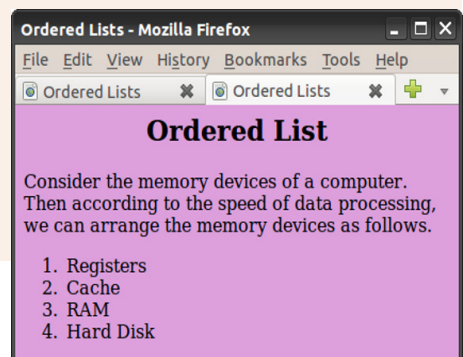 Ordered Lists - Mozilla Firefox
File Edit View History Bookmarks Tools Help
Ordered Lists Ordered Lists
Ordered List
Consider the memory devices of a computer.
Then according to the speed of data processing,
we can arrange the memory devices as follows.
1. Registers
2. Cache
3. RAM
4. Hard Disk